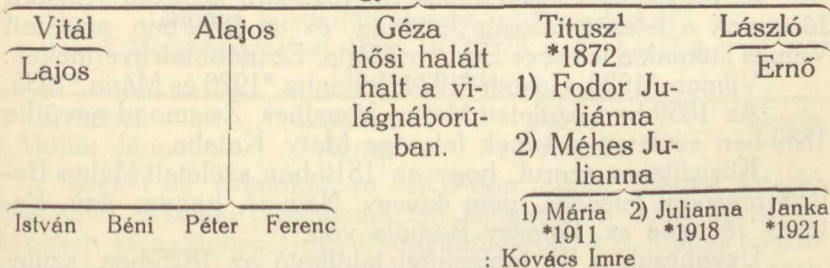 Vitál Alajos Géza Titusz¹ László
Lajos hősi halált *1872 Ernő
halt a vi- 1) Fodor Ju-
lágháború- liánna
ban. 2) Méhes Ju-
lianna
István Béni Péter Ferenc 1) Mária 2) Julianna Janka
*1911 *1918 *1921
: Kovács Imre